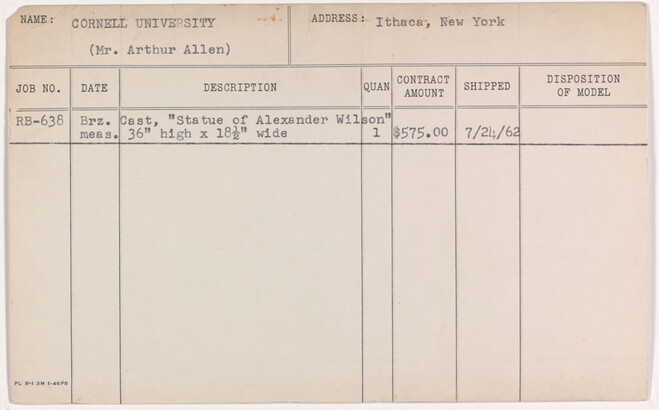 NAME: CORNELL UNIVERSITY ADDRESS: Ithaca, New York
(Mr. Arthur Allen)
JOB NO. DATE DESCRIPTION QUAN CONTRACT AMOUNT SHIPPED DISPOSITION OF MODEL
RB-638 Brz. Cast, "Statue of Alexander Wilson"
meas. 36" high x 18½" wide 1 $575.00 7/24/62